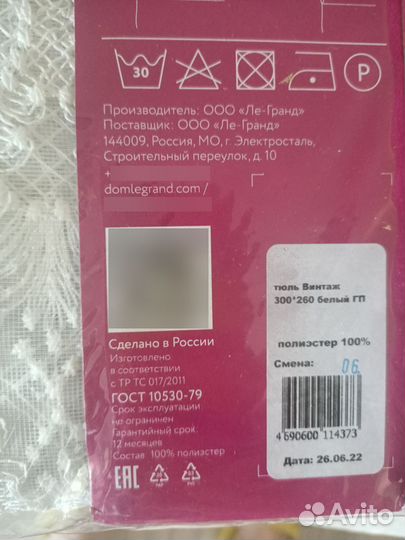 30
P
Производитель: ООО «Ле-Гранд»
Поставщик: ООО «Ле-Гранд»
144009, Россия, МО, г. Электросталь,
Строительный переулок, д. 10
+
domlegrand.com /
Сделано в России
Изготовлено
в соответствии
с ТР ТС 017/2011
ГОСТ 10530-79
Срок эксплуатации
не ограничен
Гарантийный срок:
12 месяцев
Состав: 100% полиэстер
EAC
тюль Винтаж
300*260 белый ГП
полиэстер 100%
Смена: 06
4 690600 114373
Дата: 26.06.22
Avito